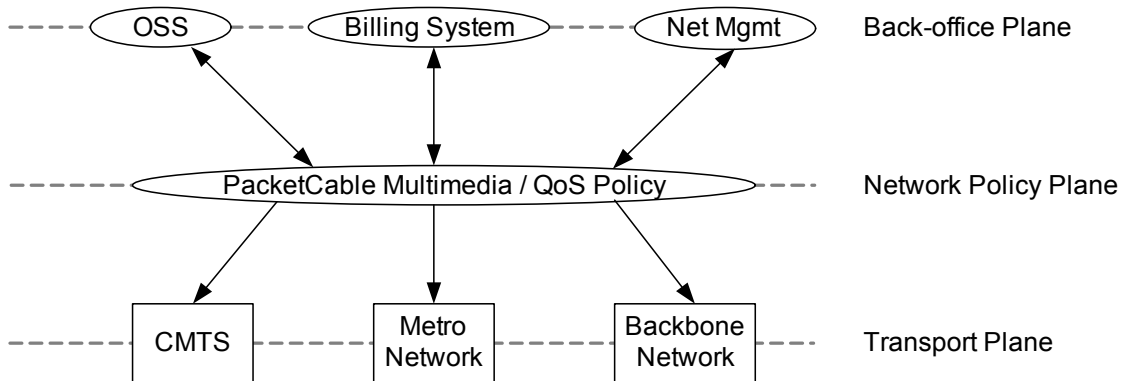 OSS
Billing System
Net Mgmt
Back-office Plane
PacketCable Multimedia / QoS Policy
Network Policy Plane
CMTS
Metro
Network
Backbone
Network
Transport Plane